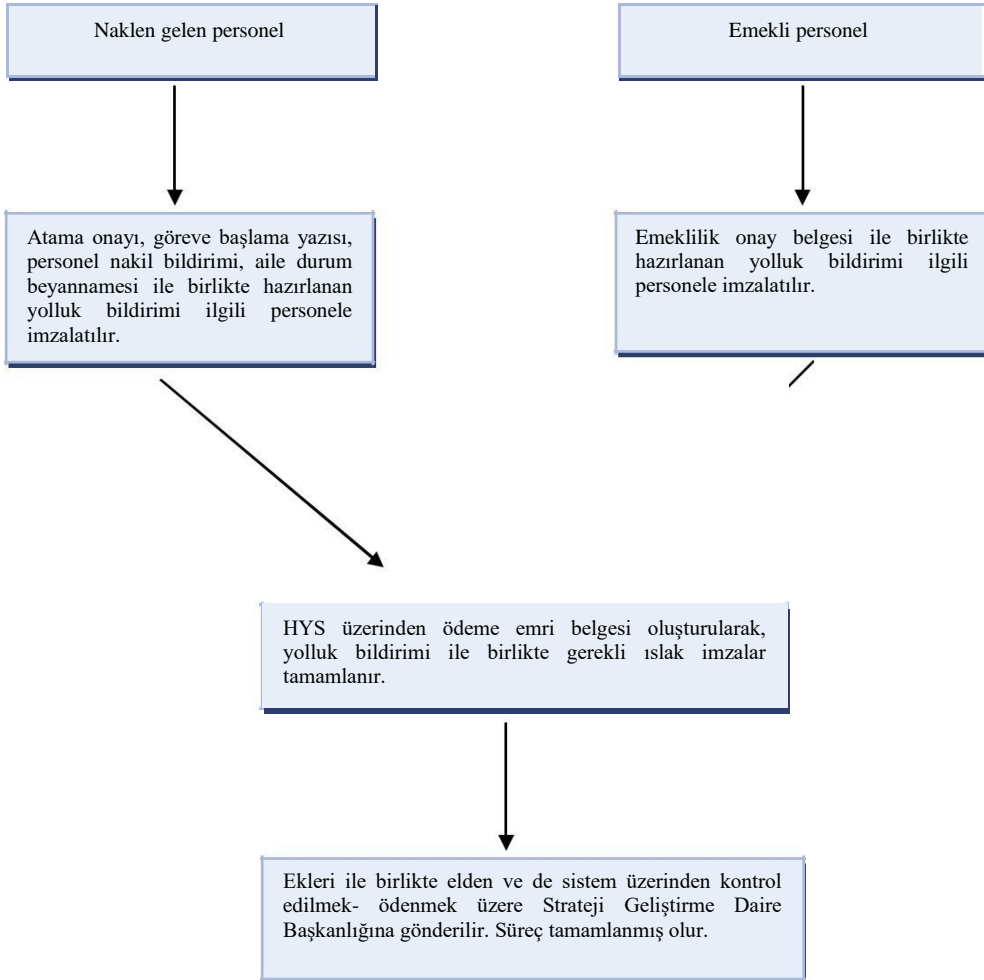 Naklen gelen personel
Emekli personel
Atama onayı, göreve başlama yazısı,
personel nakil bildirimi, aile durum
beyannamesi ile birlikte hazırlanan
yolluk bildirimi ilgili personele
imzalatılır.
Emeklilik onay belgesi ile birlikte
hazırlanan yolluk bildirimi ilgili
personele imzalatılır.
HYS üzerinden ödeme emri belgesi oluşturularak,
yolluk bildirimi ile birlikte gerekli ıslak imzalar
tamamlanır.
Ekleri ile birlikte elden ve de sistem üzerinden kontrol
edilmek- ödenmek üzere Strateji Geliştirme Daire
Başkanlığına gönderilir. Süreç tamamlanmış olur.